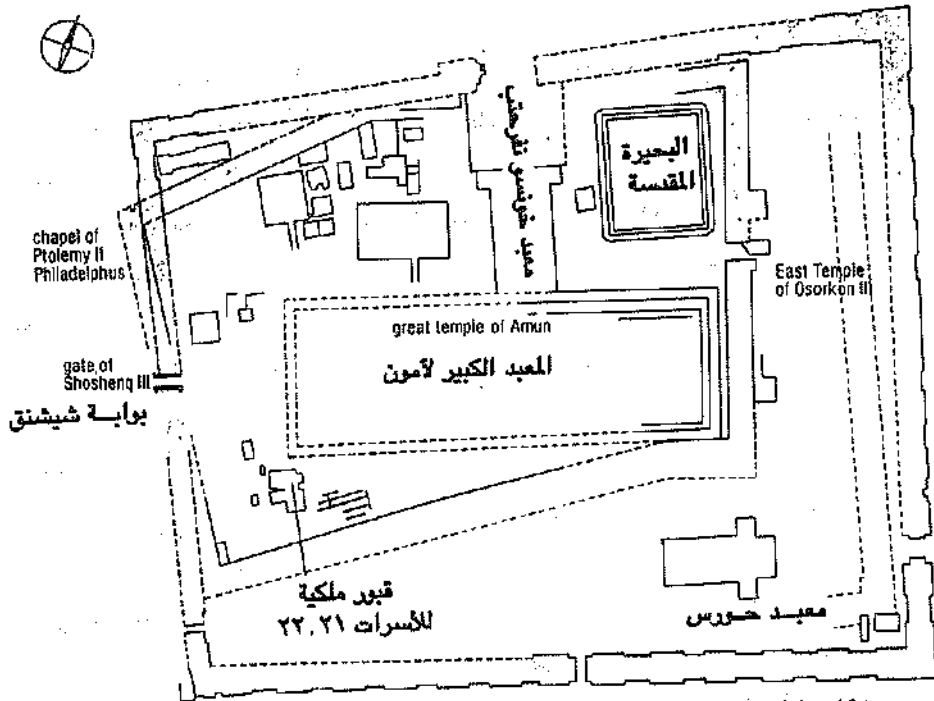 معبد خونسو نفرحتب
البحيرة
المقدسة
chapel of
Ptolemy II
Philadelphus
East Temple
of Osorkon II
great temple of Amun
المعبد الكبير لآمون
gate of
Shoshenq III
بوابة شيشنق
قبور ملكية
للأسرات ٢٢،٢١
معبد حورس